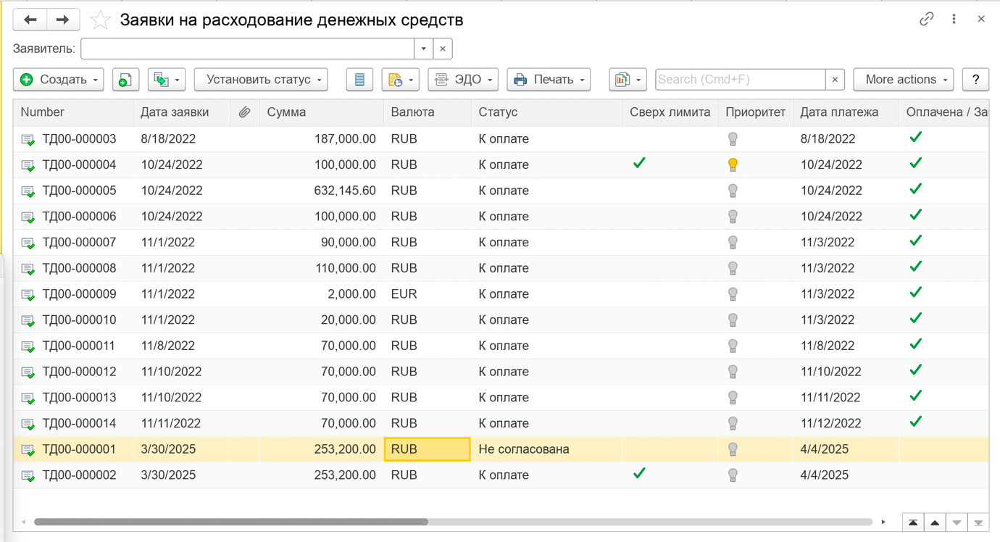 Заявки на расходование денежных средств
Заявитель:
Создать Установить статус ЭДО Печать Search (Cmd+F) More actions ?
Number Дата заявки Сумма Валюта Статус Сверх лимита Приоритет Дата платежа Оплачена / За
ТД00-000003 8/18/2022 187,000.00 RUB К оплате 8/18/2022
ТД00-000004 10/24/2022 100,000.00 RUB К оплате 10/24/2022
ТД00-000005 10/24/2022 632,145.60 RUB К оплате 10/24/2022
ТД00-000006 10/24/2022 100,000.00 RUB К оплате 10/24/2022
ТД00-000007 11/1/2022 90,000.00 RUB К оплате 11/3/2022
ТД00-000008 11/1/2022 110,000.00 RUB К оплате 11/3/2022
ТД00-000009 11/1/2022 2,000.00 EUR К оплате 11/3/2022
ТД00-000010 11/1/2022 20,000.00 RUB К оплате 11/3/2022
ТД00-000011 11/8/2022 70,000.00 RUB К оплате 11/8/2022
ТД00-000012 11/10/2022 70,000.00 RUB К оплате 11/10/2022
ТД00-000013 11/10/2022 70,000.00 RUB К оплате 11/11/2022
ТД00-000014 11/11/2022 70,000.00 RUB К оплате 11/12/2022
ТД00-000001 3/30/2025 253,200.00 RUB Не согласована 4/4/2025
ТД00-000002 3/30/2025 253,200.00 RUB К оплате 4/4/2025